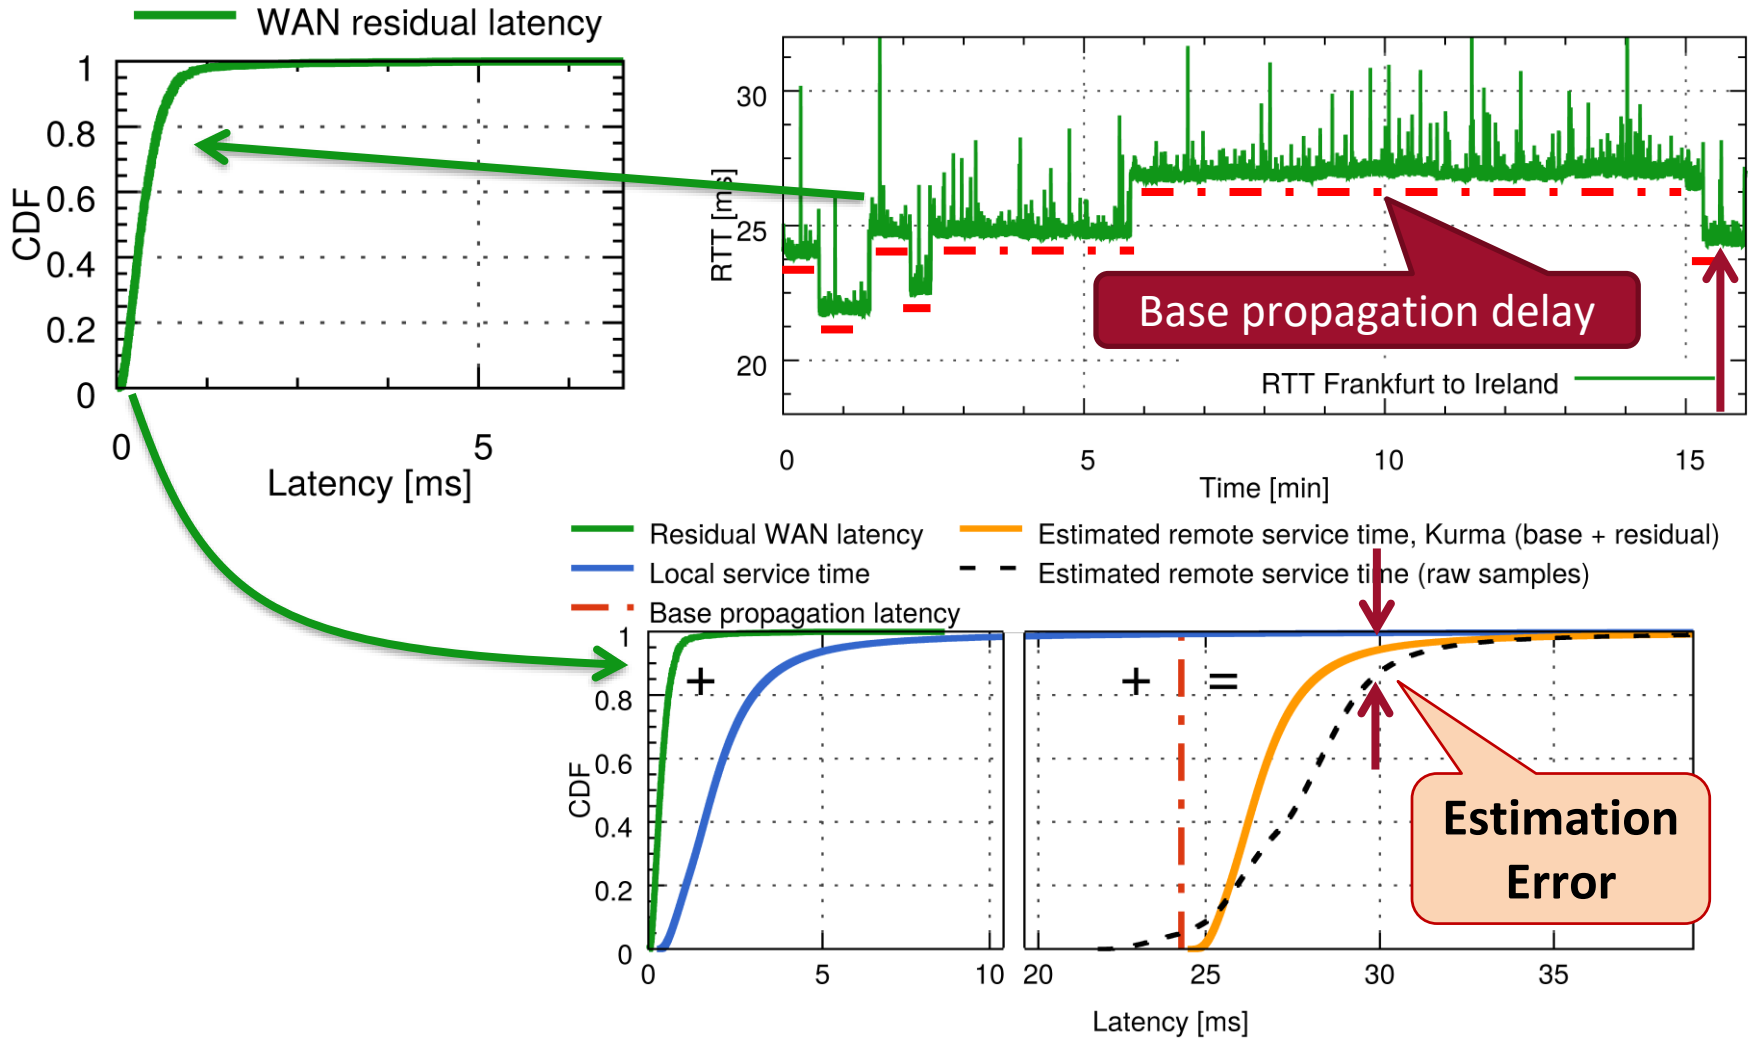 WAN residual latency
1
0.8
0.6
0.4
0.2
0
CDF
0 5
Latency [ms]
30
25
20
RTT [ms]
Base propagation delay
RTT Frankfurt to Ireland
0 5 10 15
Time [min]
Residual WAN latency
Local service time
Base propagation latency
Estimated remote service time, Kurma (base + residual)
Estimated remote service time (raw samples)
1
0.8
0.6
0.4
0.2
0
CDF
+ + =
Estimation
Error
0 5 10 20 25 30 35
Latency [ms]